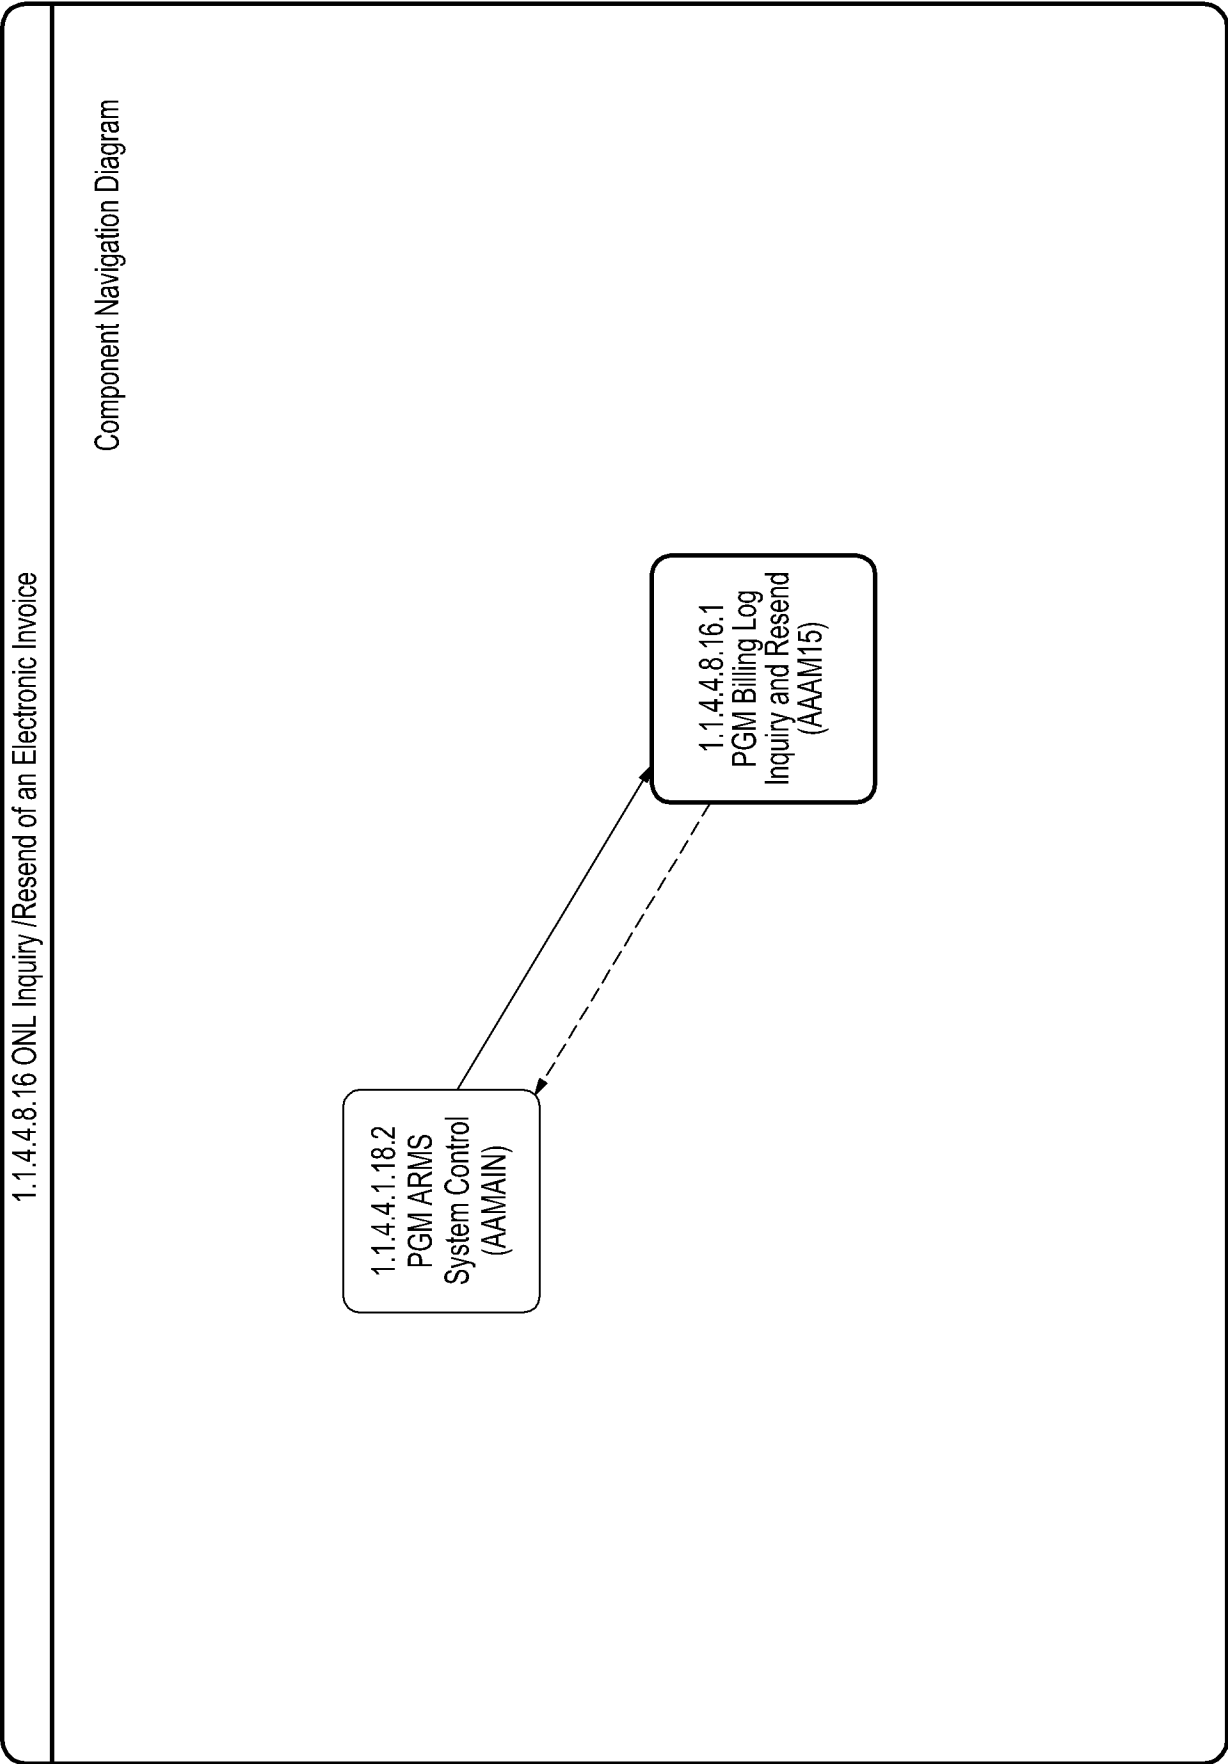 1.1.4.4.8.16 ONL Inquiry /Resend of an Electronic Invoice
Component Navigation Diagram
1.1.4.4.1.18.2
PGM ARMS
System Control
(AAMAIN)
1.1.4.4.8.16.1
PGM Billing Log
Inquiry and Resend
(AAAM15)